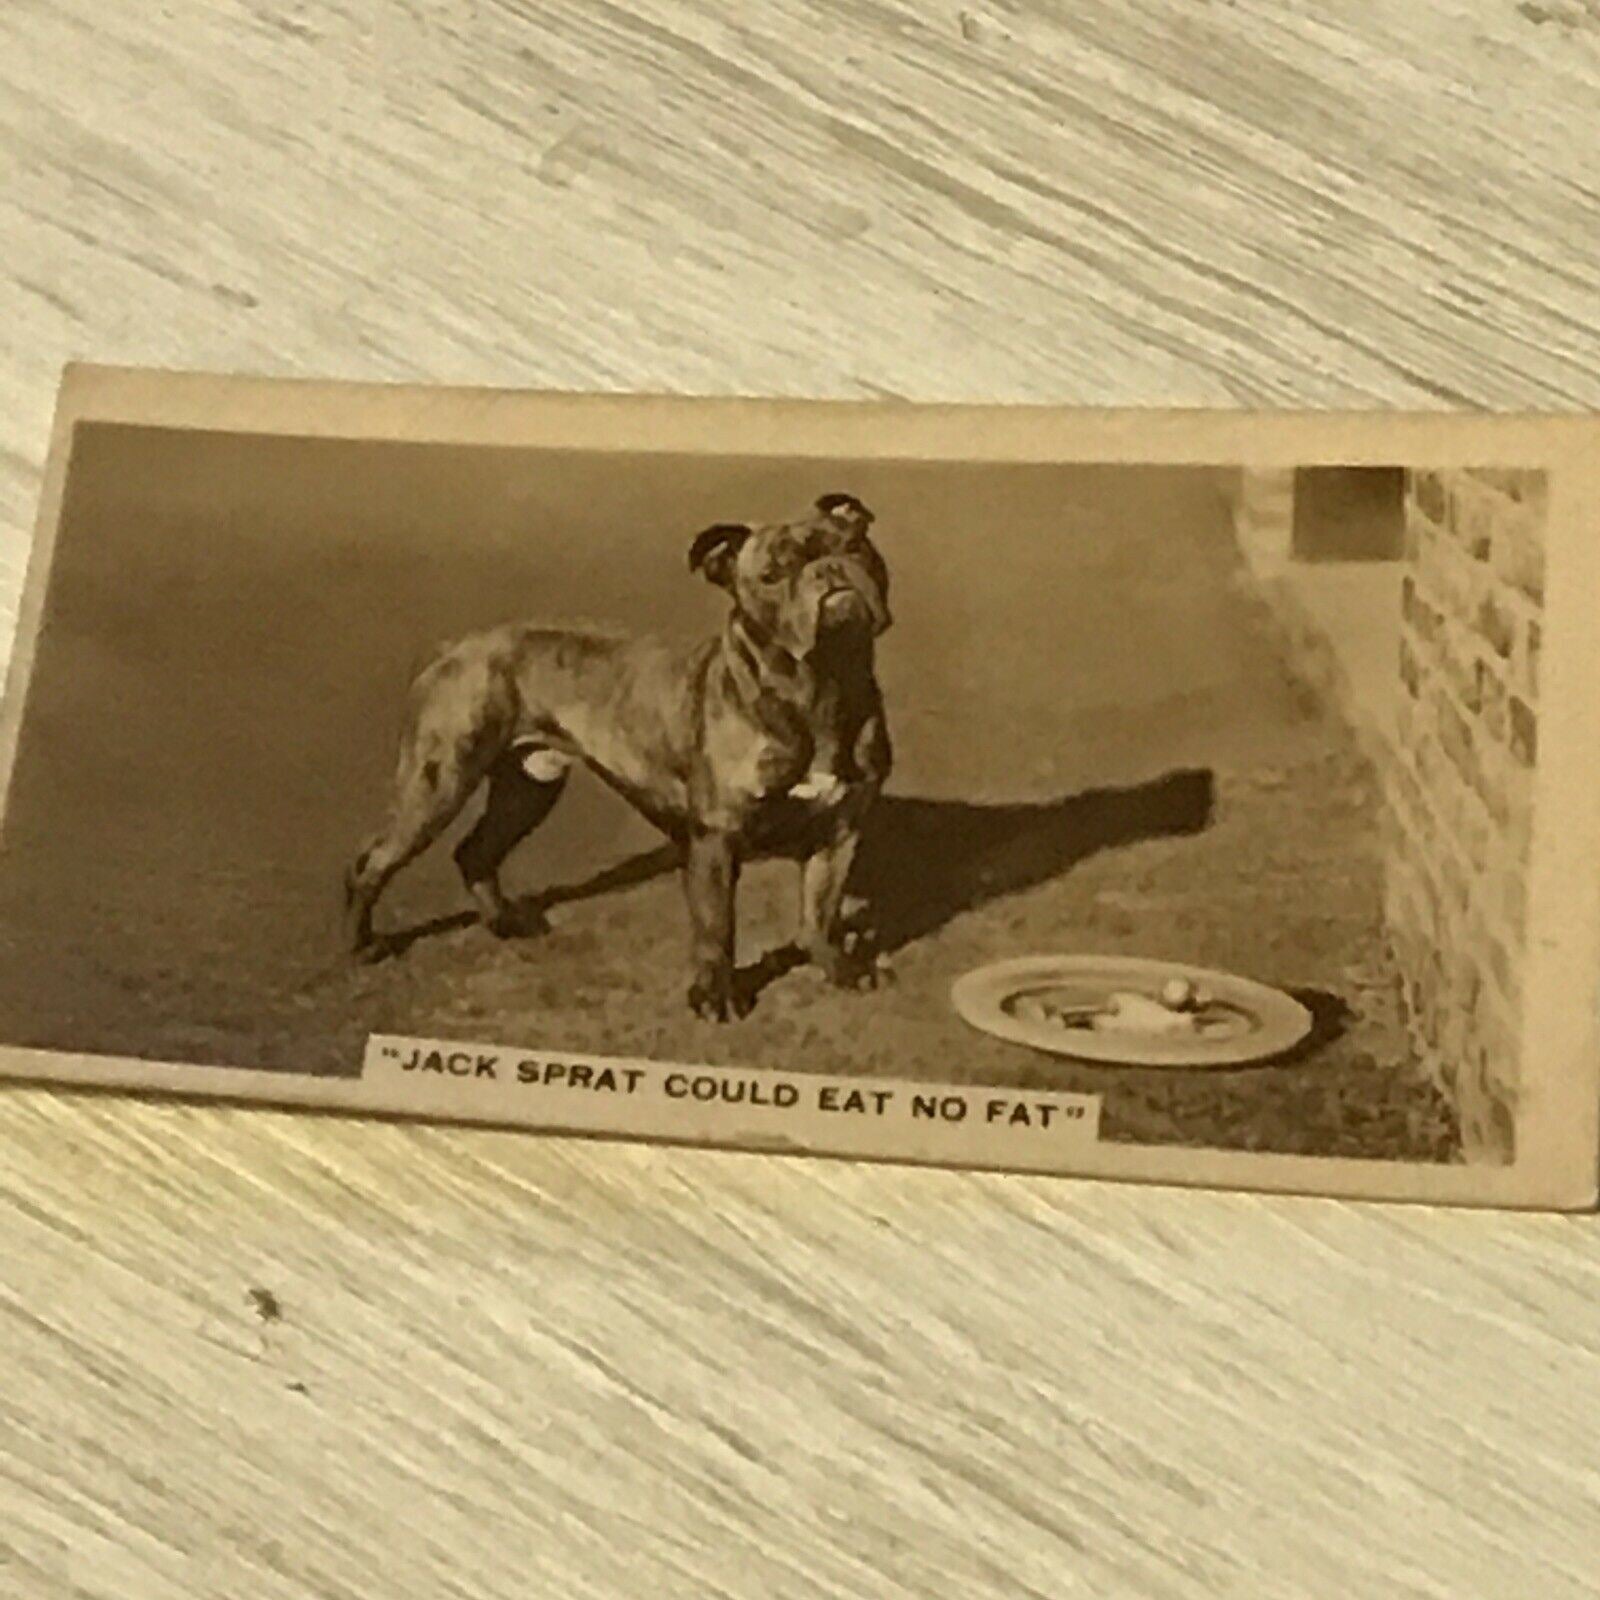 "JACK SPRAT COULD EAT NO FAT"